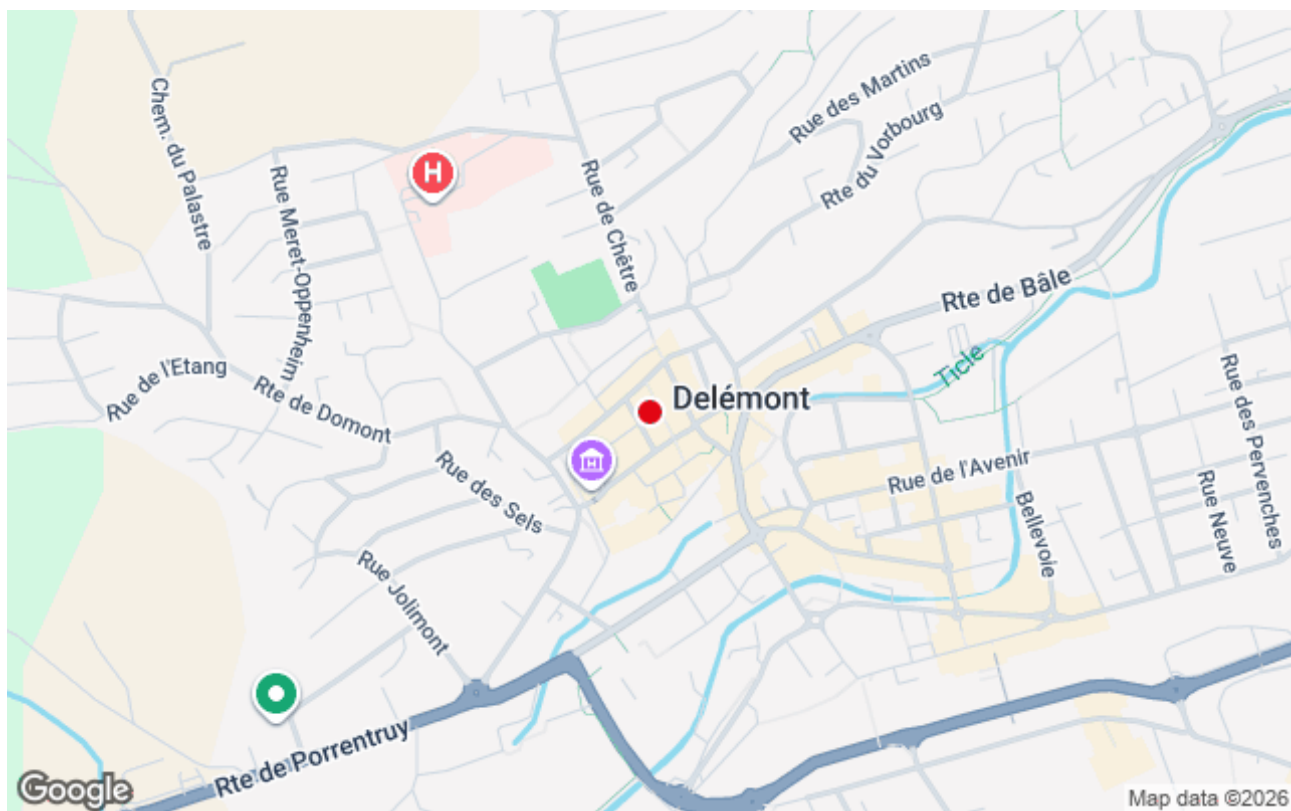 Rue des Martins
Chem. du Palastre
Rte du Vorbourg
Rue Meret-Oppenheim
Rue de Chêtre
H
Rte de Bâle
Ticle
Rue de l'Etang
Rte de Domont
Delémont
Rue des Pervenches
Rue de l'Avenir
Rue des Sels
Rue Neuve
Bellevoie
Rue Jolimont
Rte de Porrentruy
Google
Map data ©2026